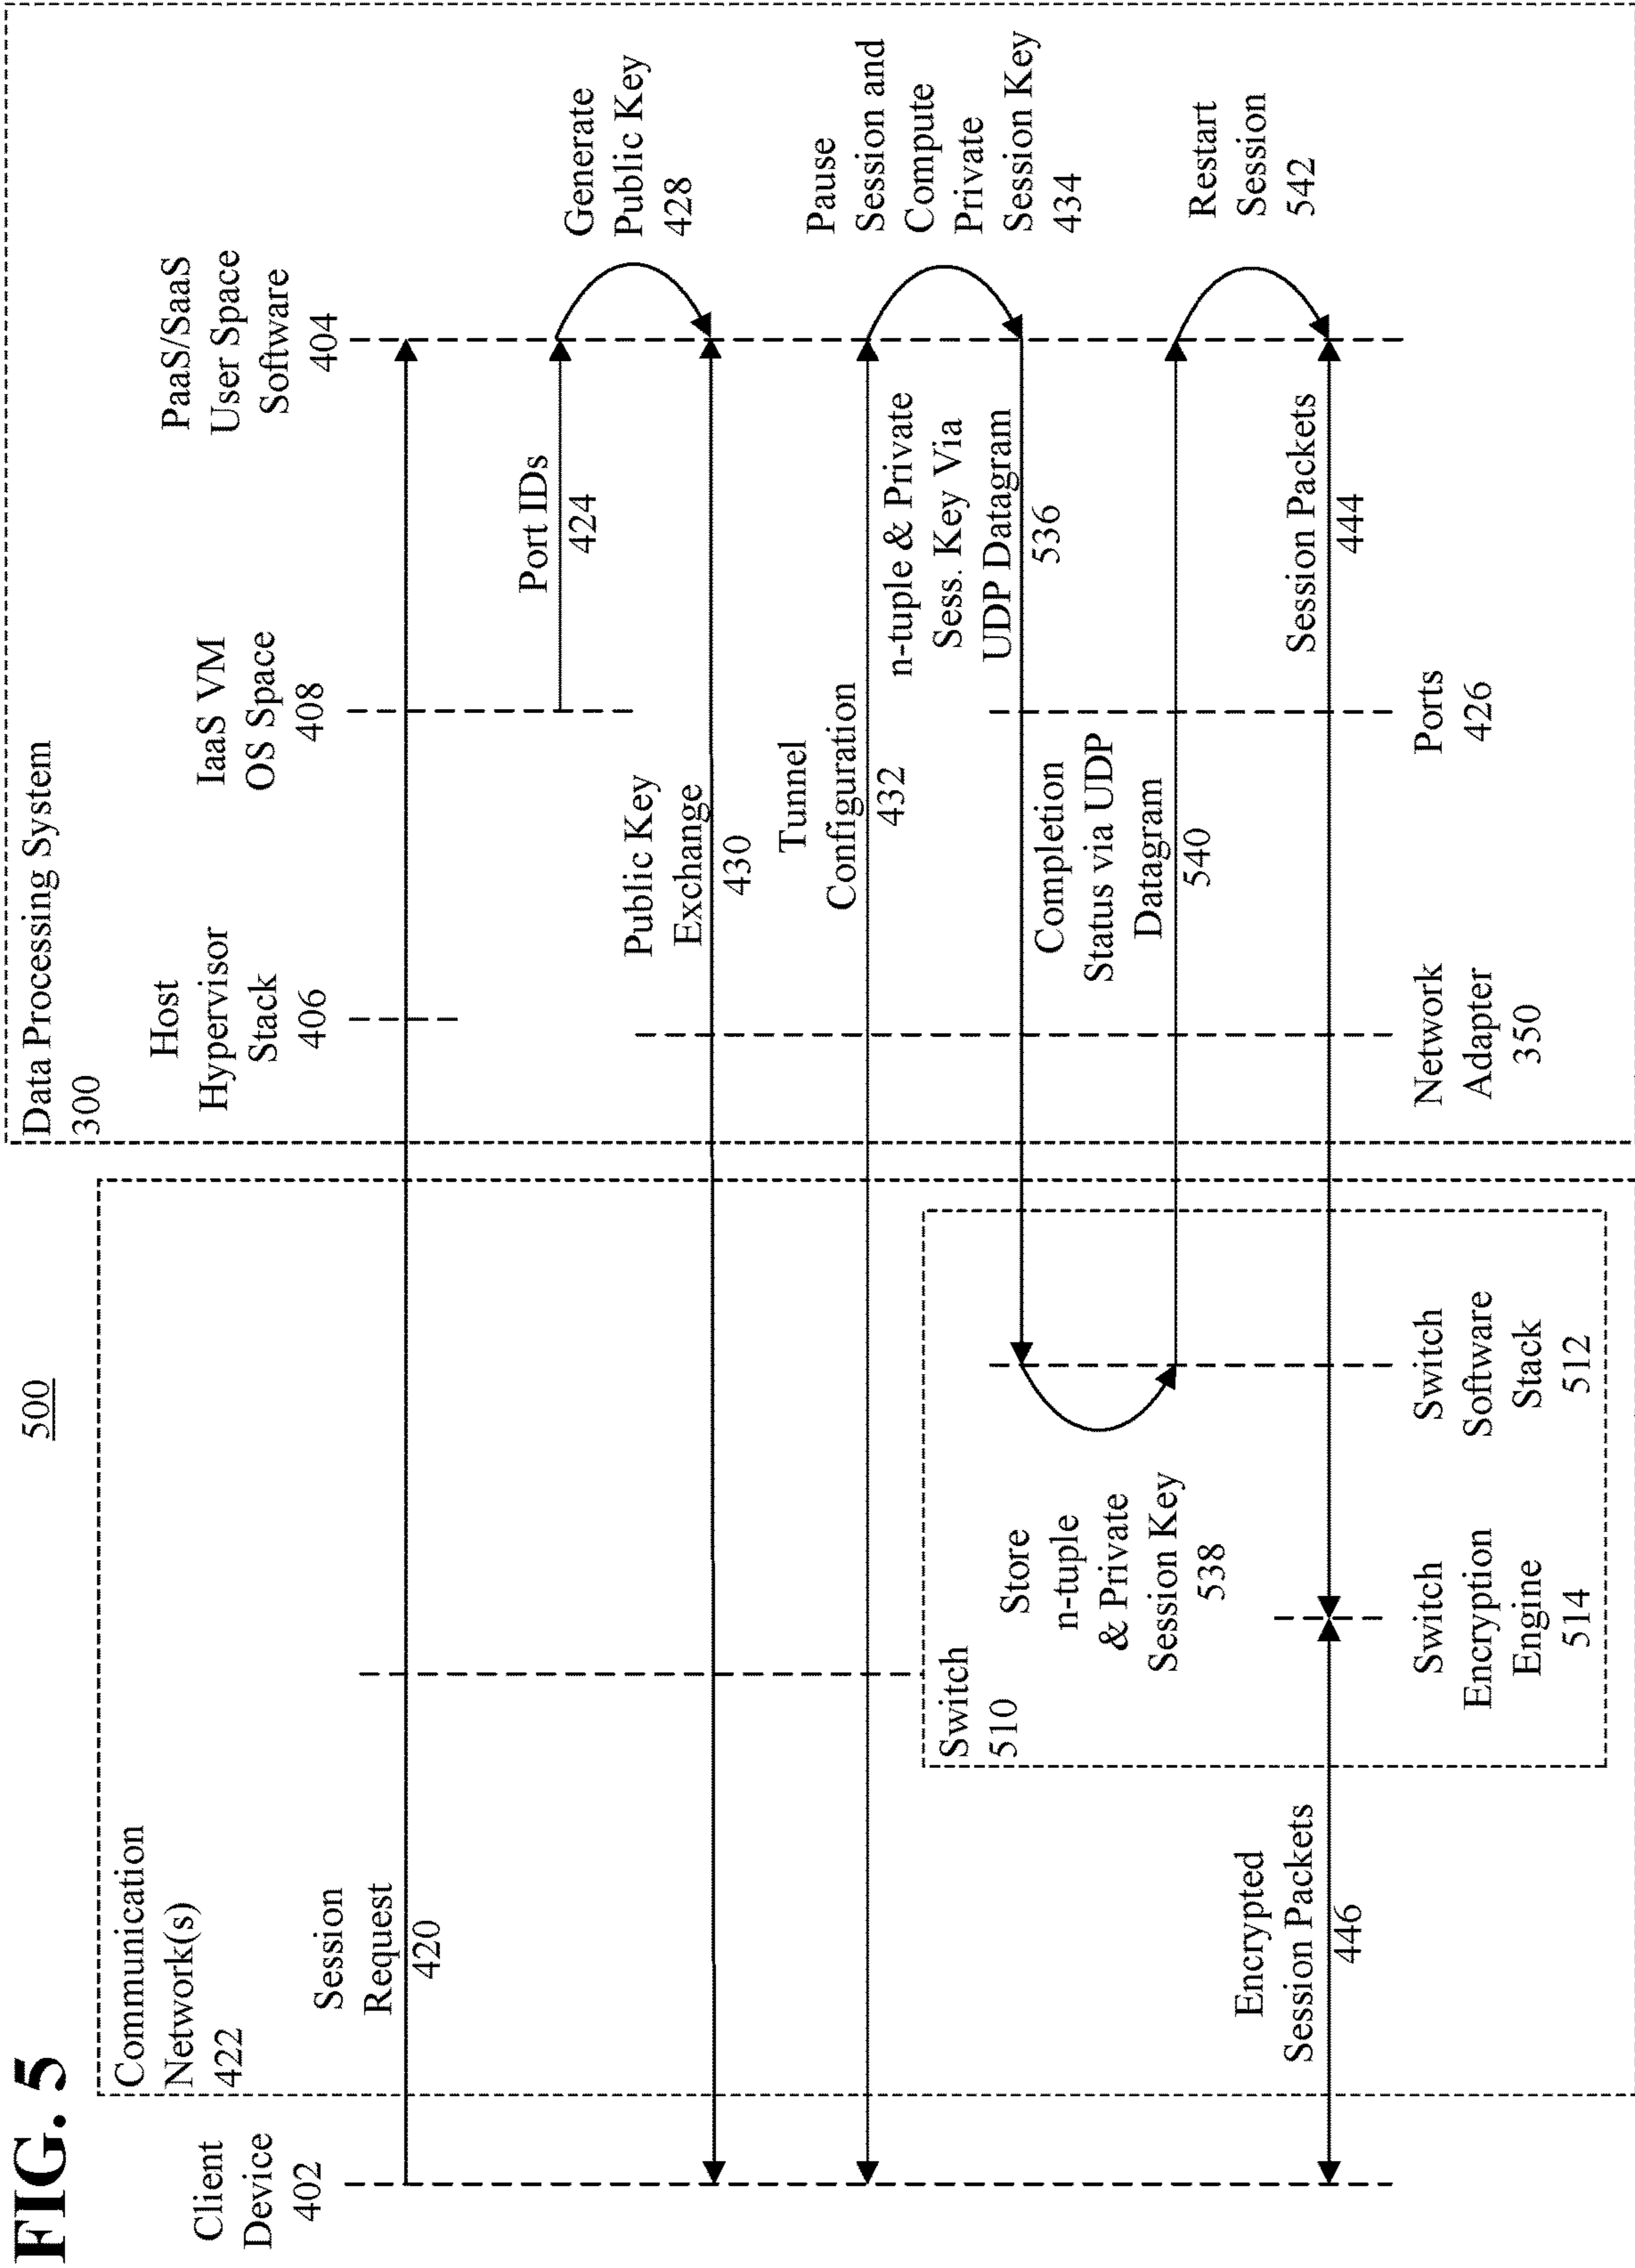 FIG. 5
500
Data Processing System
300
Communication
Network(s)
422
Client
Device
402
Host
Hypervisor
Stack
406
IaaS VM
OS Space
408
PaaS/SaaS
User Space
Software
404
Session
Request
420
Port IDs
424
Generate
Public Key
428
Public Key
Exchange
430
Tunnel
Configuration
432
Pause
Session and
Compute
Private
Session Key
434
n-tuple & Private
Sess. Key Via
UDP Datagram
536
Switch
510
Store
n-tuple
& Private
Session Key
538
Completion
Status via UDP
Datagram
540
Restart
Session
542
Encrypted
Session Packets
446
Session Packets
444
Switch
Encryption
Engine
514
Switch
Software
Stack
512
Network
Adapter
350
Ports
426